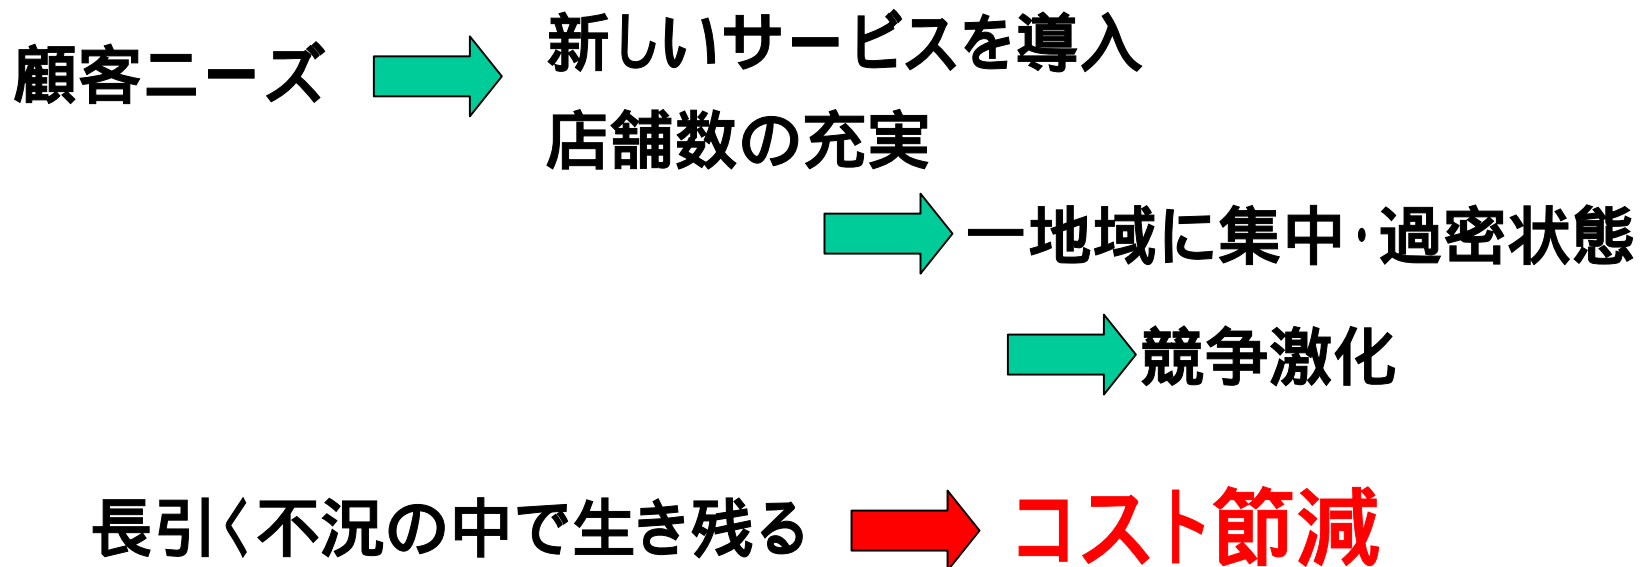 顧客ニーズ
新しいサービスを導入
店舗数の充実
一地域に集中・過密状態
競争激化
長引く不況の中で生き残る
コスト節減